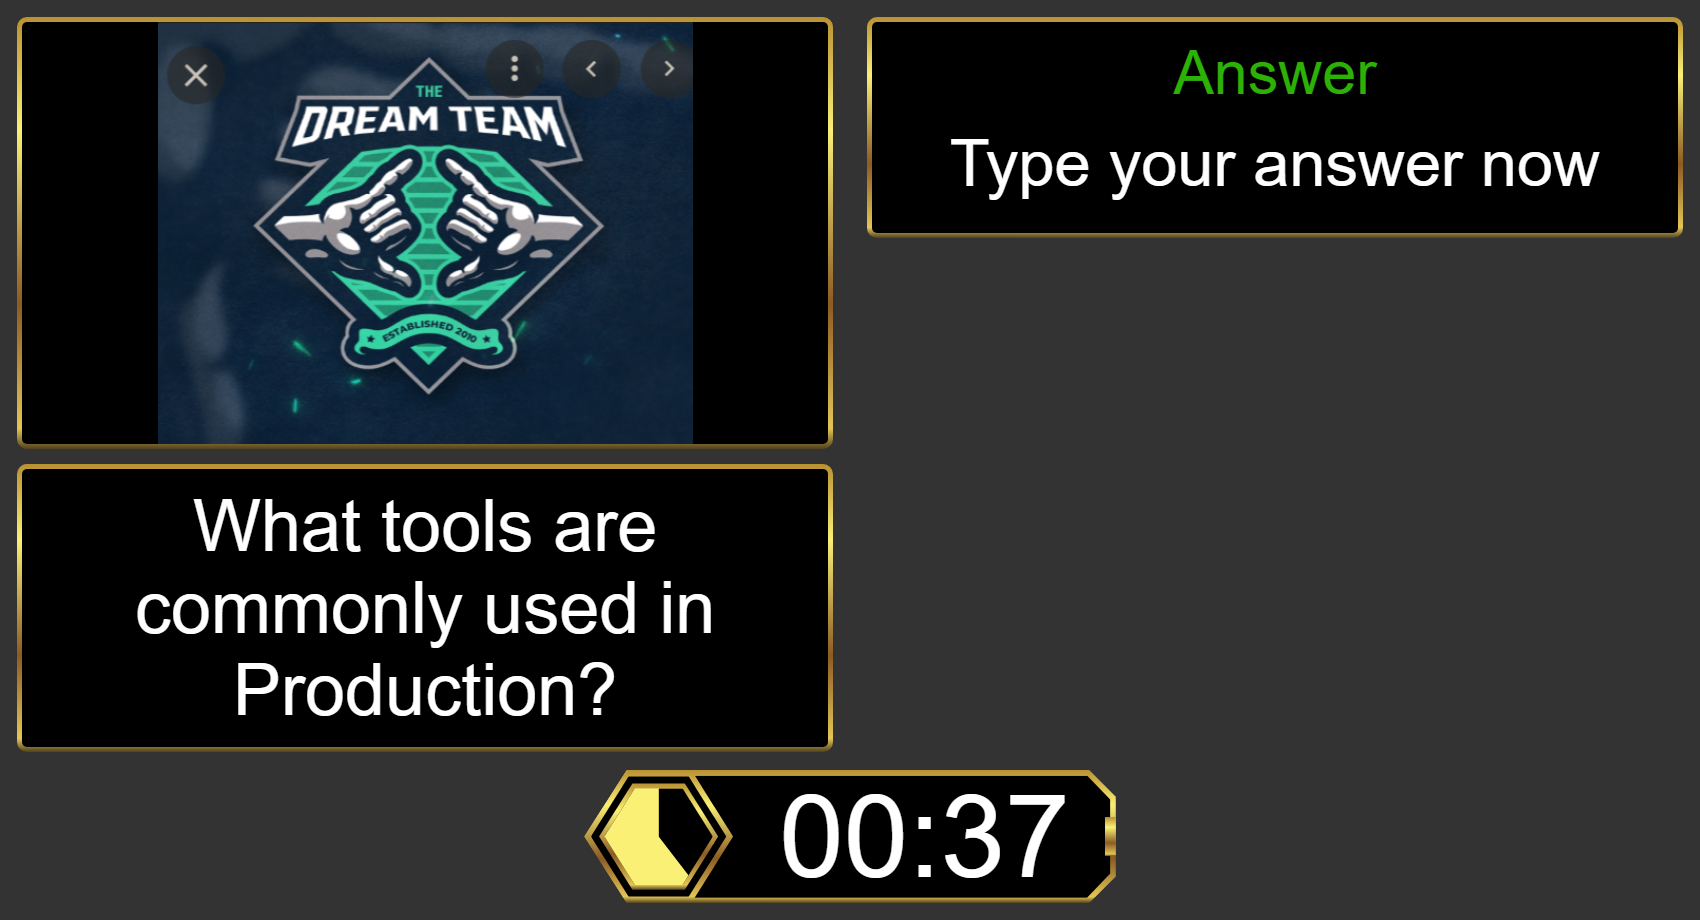 THE
DREAM TEAM
ESTABLISHED 2010
What tools are
commonly used in
Production?
Answer
Type your answer now
00:37